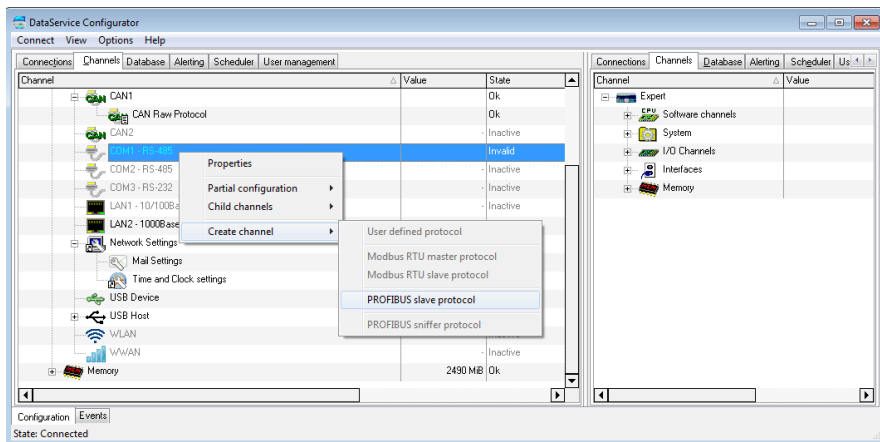 DataService Configurator
Connect View Options Help
Connections Channels Database Alerting Scheduler User management
Channel Value State
CAN1 Ok
CAN Raw Protocol Ok
CAN2 - Inactive
COM1 - RS-485 Invalid
COM2 - RS-485 - Inactive
COM3 - RS-232 - Inactive
LAN1 - 10/100Ba - Inactive
LAN2 - 1000Base
Network Settings
Mail Settings
Time and Clock settings
USB Device
USB Host
WLAN
WWAN - Inactive
Memory 2490 MiB Ok
Properties
Partial configuration
Child channels
Create channel
User defined protocol
Modbus RTU master protocol
Modbus RTU slave protocol
PROFIBUS slave protocol
PROFIBUS sniffer protocol
Connections Channels Database Alerting Scheduler Us
Channel Value
Expert
Software channels
System
I/O Channels
Interfaces
Memory
Configuration Events
State: Connected